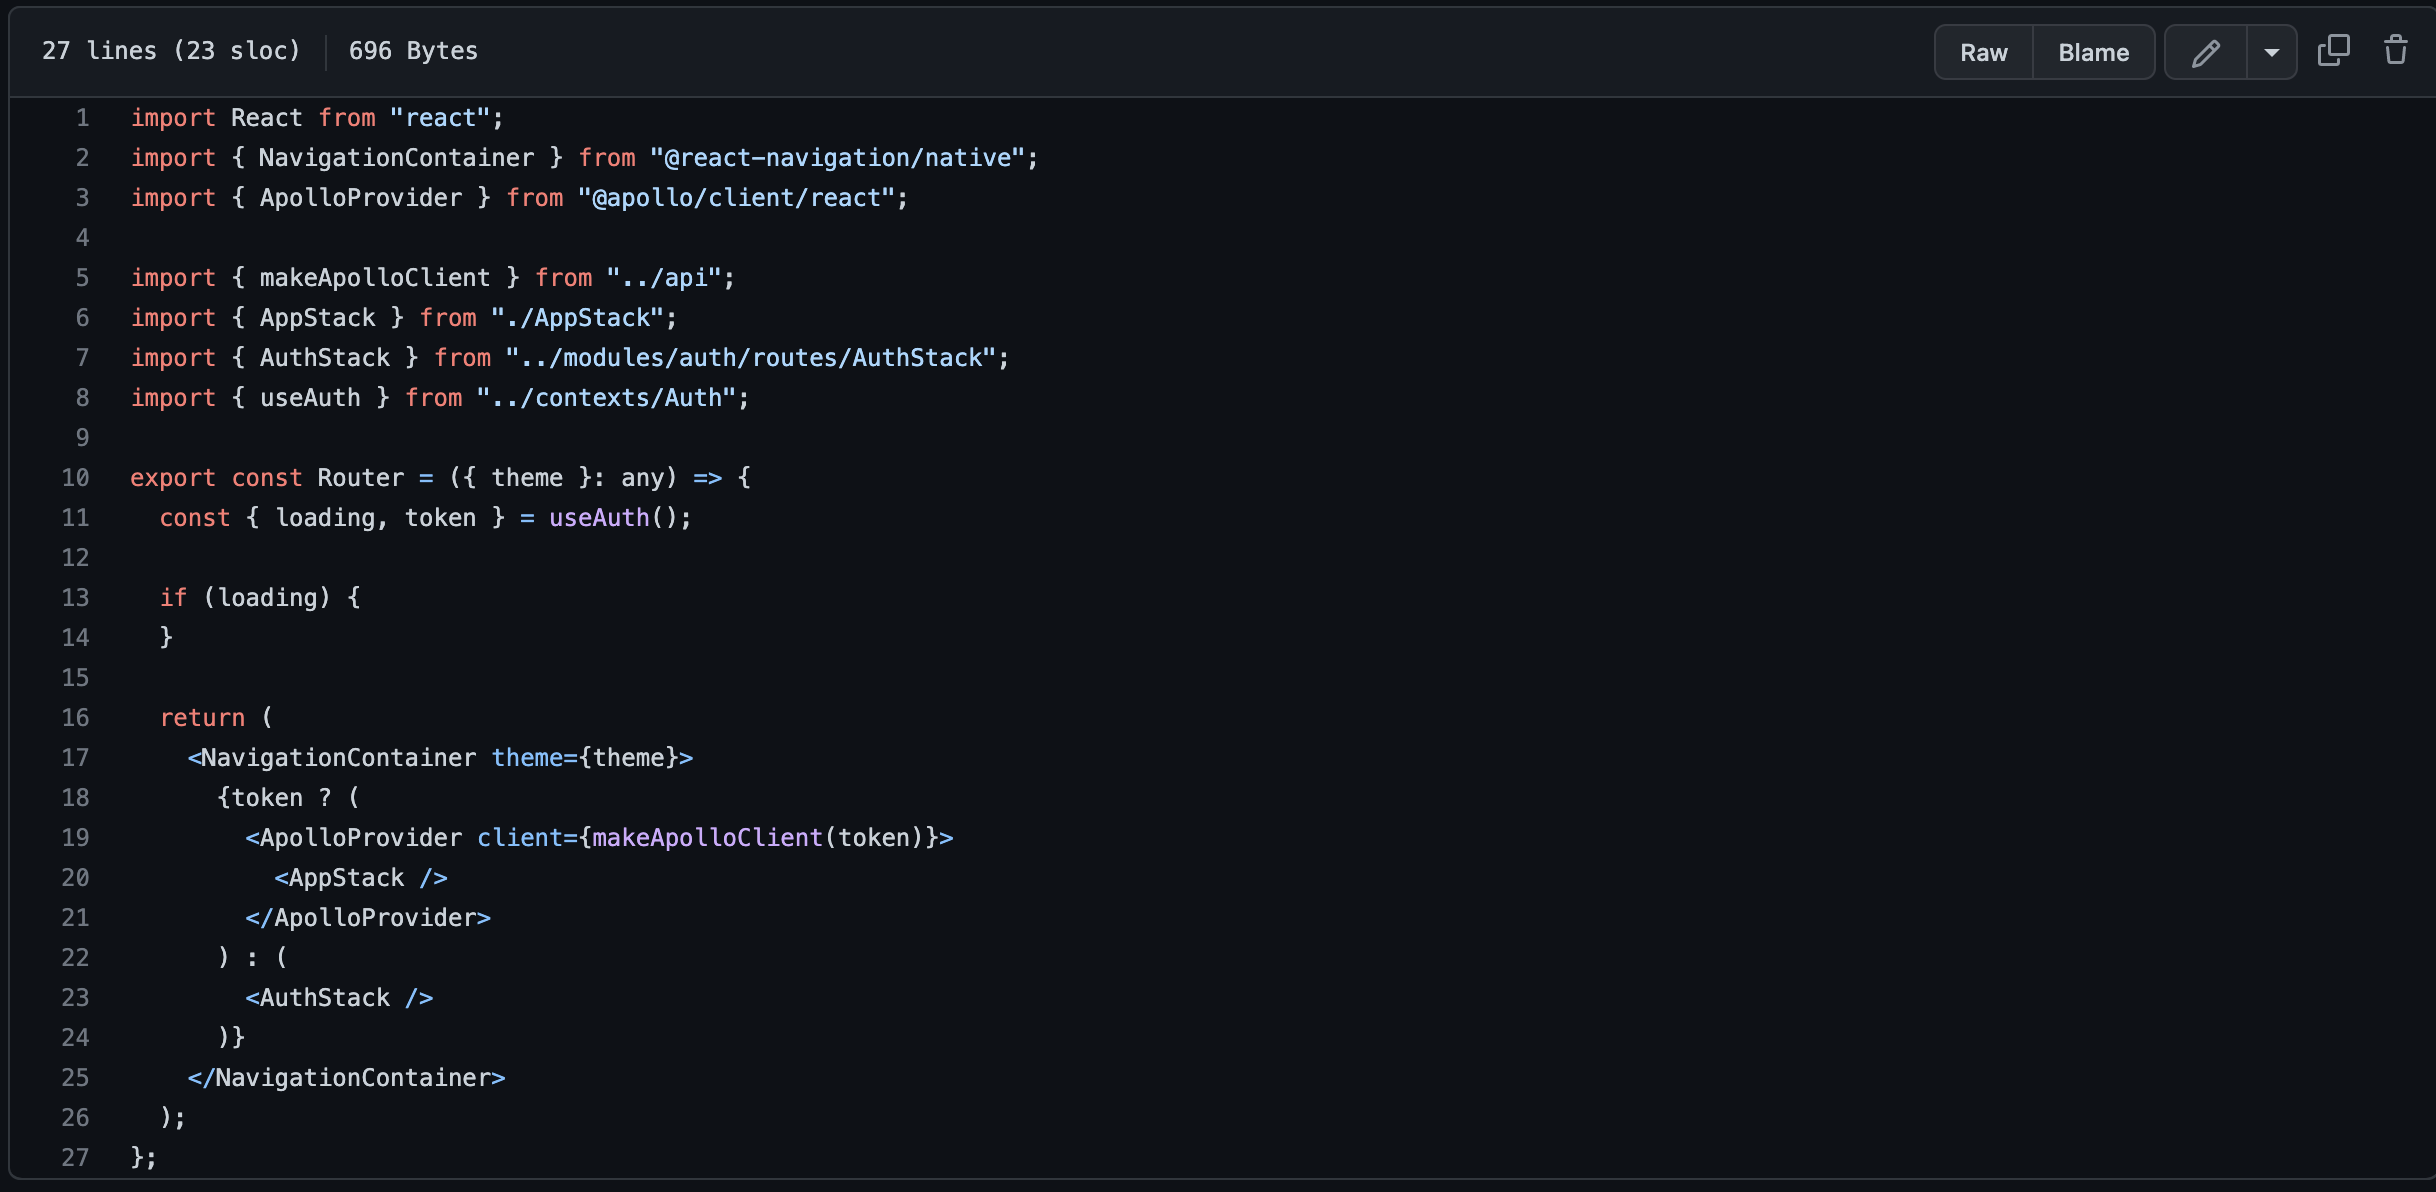 27 lines (23 sloc) 696 Bytes Raw Blame
1 import React from "react";
2 import { NavigationContainer } from "@react-navigation/native";
3 import { ApolloProvider } from "@apollo/client/react";
4
5 import { makeApolloClient } from "../api";
6 import { AppStack } from "./AppStack";
7 import { AuthStack } from "../modules/auth/routes/AuthStack";
8 import { useAuth } from "../contexts/Auth";
9
10 export const Router = ({ theme }: any) => {
11   const { loading, token } = useAuth();
12
13   if (loading) {
14   }
15
16   return (
17     <NavigationContainer theme={theme}>
18       {token ? (
19         <ApolloProvider client={makeApolloClient(token)}>
20           <AppStack />
21         </ApolloProvider>
22       ) : (
23         <AuthStack />
24       )}
25     </NavigationContainer>
26   );
27 };